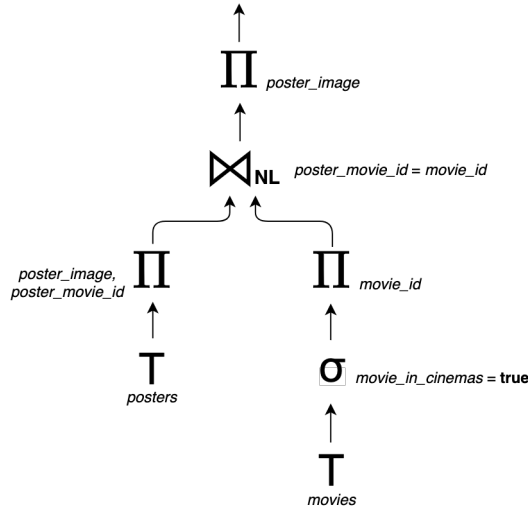 Π poster_image
⋈NL poster_movie_id = movie_id
poster_image,
poster_movie_id
Π
Π movie_id
T
posters
σ movie_in_cinemas = true
T
movies